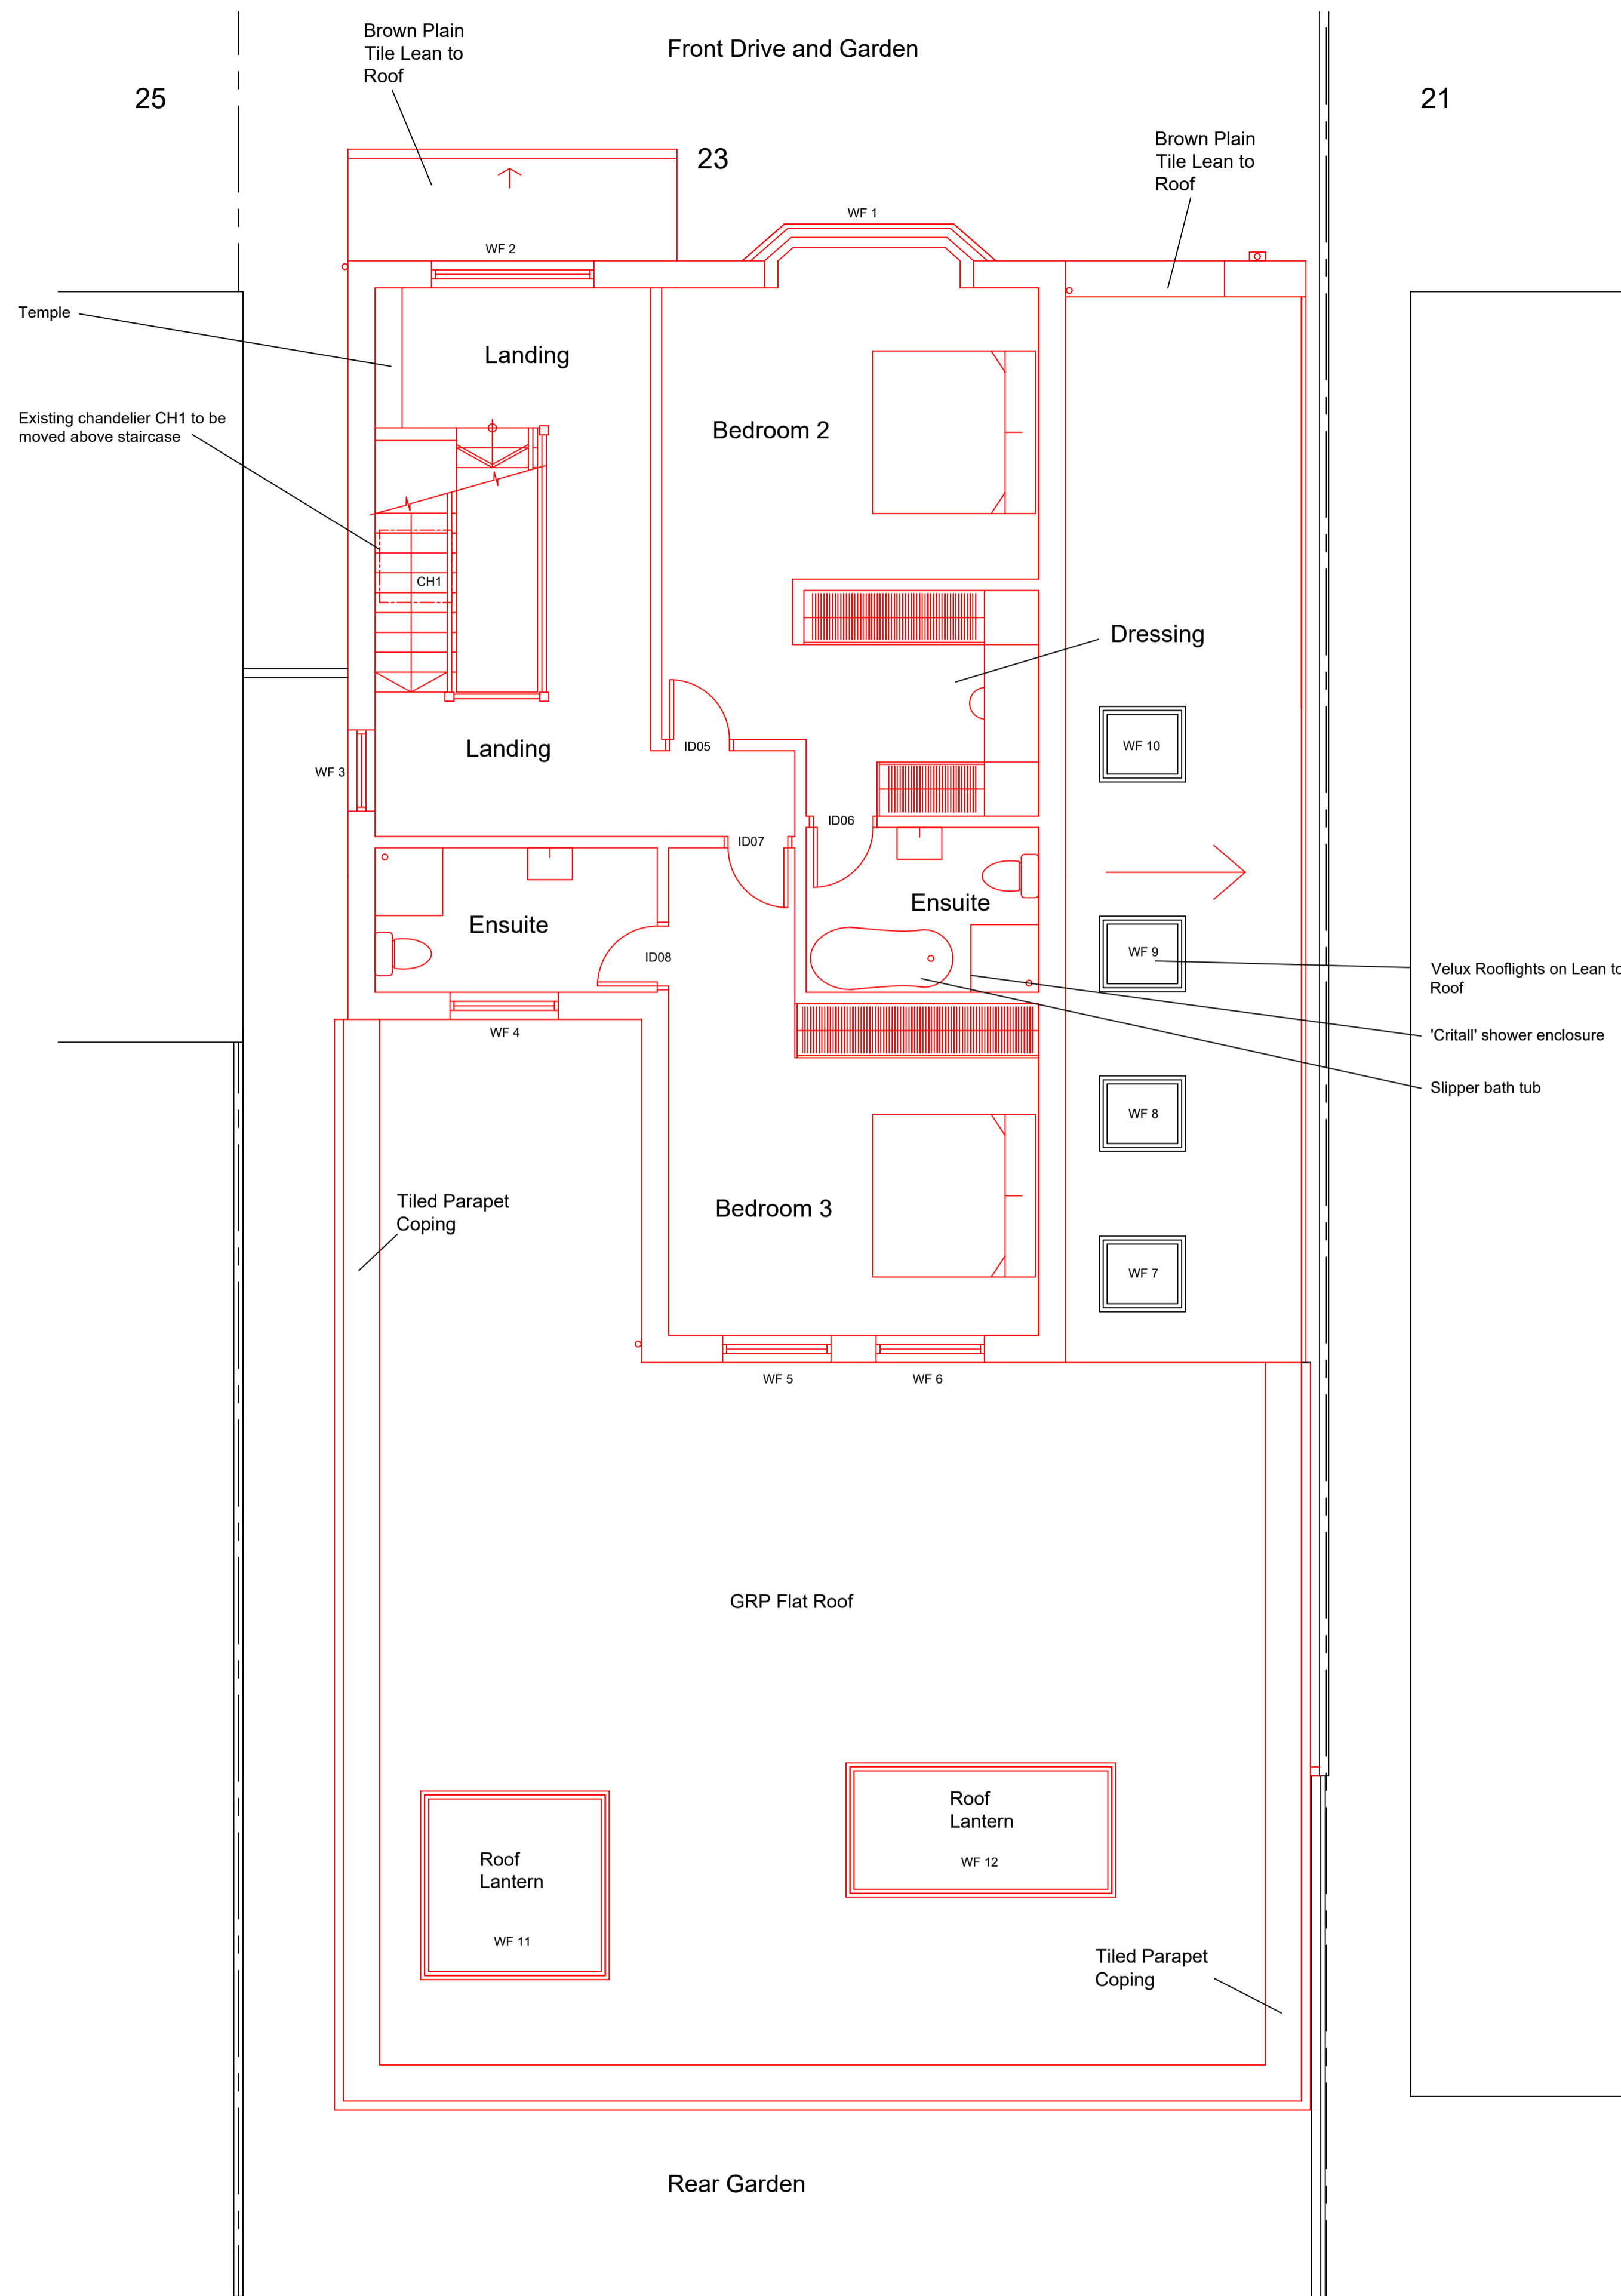 Brown Plain
Tile Lean to
Roof
Front Drive and Garden
25
21
23
Brown Plain
Tile Lean to
Roof
WF 1
WF 2
Temple
Landing
Existing chandelier CH1 to be
moved above staircase
Bedroom 2
CH1
Dressing
Landing
ID05
WF 10
WF 3
ID06
ID07
Ensuite
Ensuite
ID08
WF 9
Velux Rooflights on Lean to
Roof
WF 4
'Critall' shower enclosure
Slipper bath tub
WF 8
Tiled Parapet
Coping
Bedroom 3
WF 7
WF 5
WF 6
GRP Flat Roof
Roof
Lantern
WF 12
Roof
Lantern
WF 11
Tiled Parapet
Coping
Rear Garden